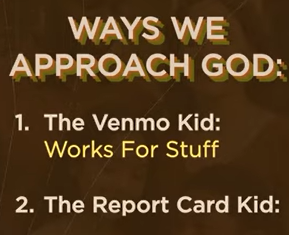 WAYS WE
APPROACH GOD:
1. The Venmo Kid:
Works For Stuff
2. The Report Card Kid: